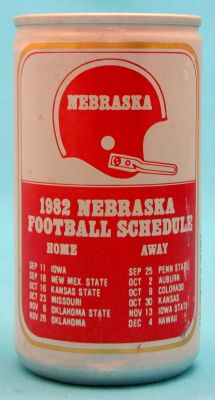 NEBRASKA
1982 NEBRASKA
FOOTBALL SCHEDULE
HOME AWAY
SEP 11 IOWA SEP 25 PENN STATE
SEP 18 NEW MEX. STATE OCT 2 AUBURN
OCT 16 KANSAS STATE OCT 9 COLORADO
OCT 23 MISSOURI OCT 30 KANSAS
NOV 6 OKLAHOMA STATE NOV 13 IOWA STATE
NOV 26 OKLAHOMA DEC 4 HAWAII